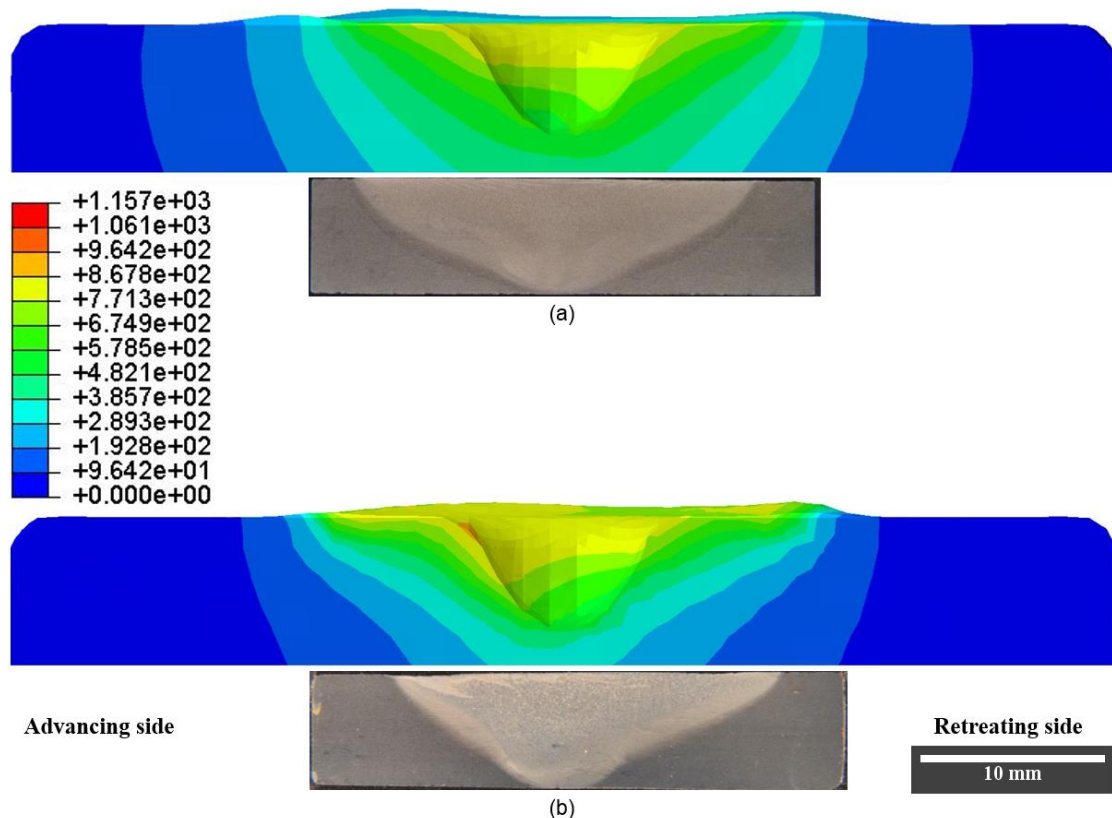 +1.157e+03
+1.061e+03
+9.642e+02
+8.678e+02
+7.713e+02
+6.749e+02
+5.785e+02
+4.821e+02
+3.857e+02
+2.893e+02
+1.928e+02
+9.642e+01
+0.000e+00
(a)
Advancing side
Retreating side
10 mm
(b)